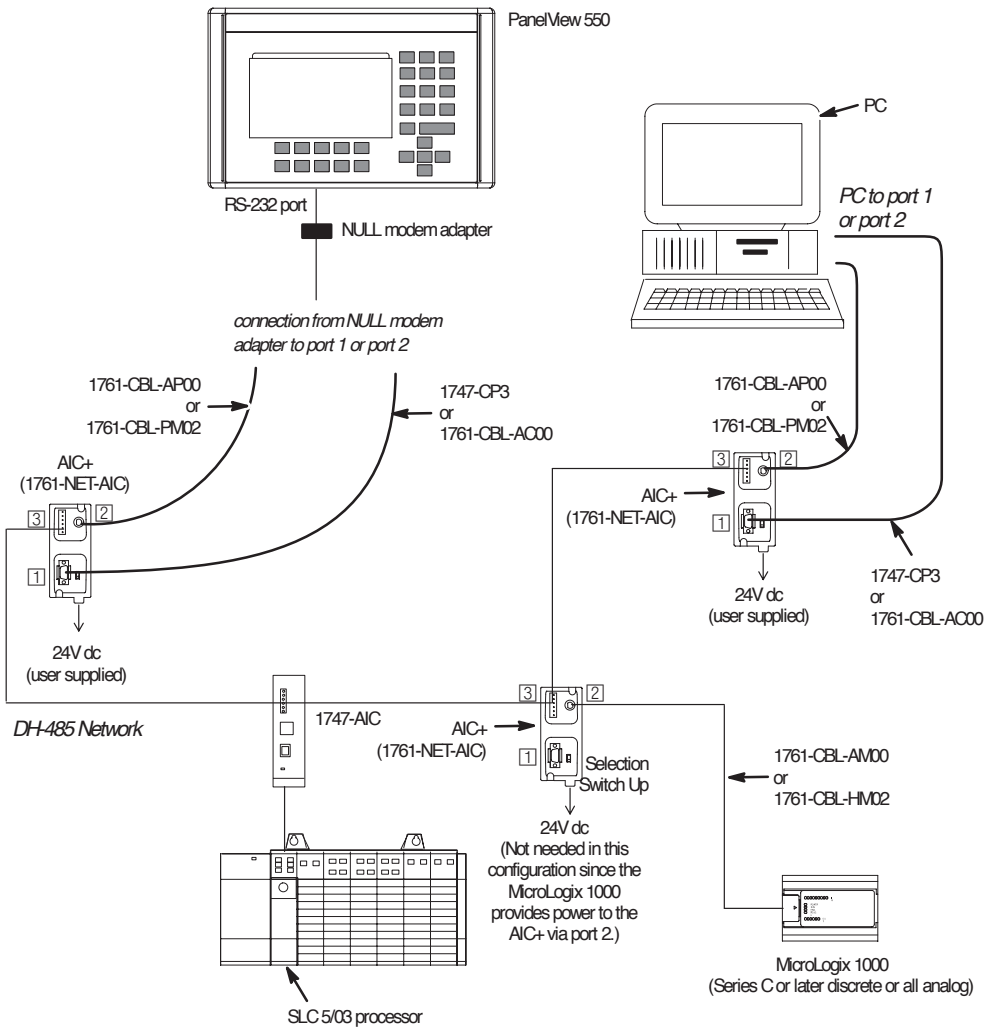 PanelView 550
PC
RS-232 port
NULL modem adapter
PC to port 1
or port 2
connection from NULL modem
adapter to port 1 or port 2
1761-CBL-AP00
or
1761-CBL-PM02
1747-CP3
or
1761-CBL-AC00
1761-CBL-AP00
or
1761-CBL-PM02
AIC+
(1761-NET-AIC)
3
2
1
24V dc
(user supplied)
3
2
AIC+
(1761-NET-AIC)
1
24V dc
(user supplied)
1747-CP3
or
1761-CBL-AC00
DH-485 Network
1747-AIC
3
2
AIC+
(1761-NET-AIC)
1
Selection
Switch Up
1761-CBL-AM00
or
1761-CBL-HM02
24V dc
(Not needed in this
configuration since the
MicroLogix 1000
provides power to the
AIC+ via port 2.)
MicroLogix 1000
(Series C or later discrete or all analog)
SLC 5/03 processor